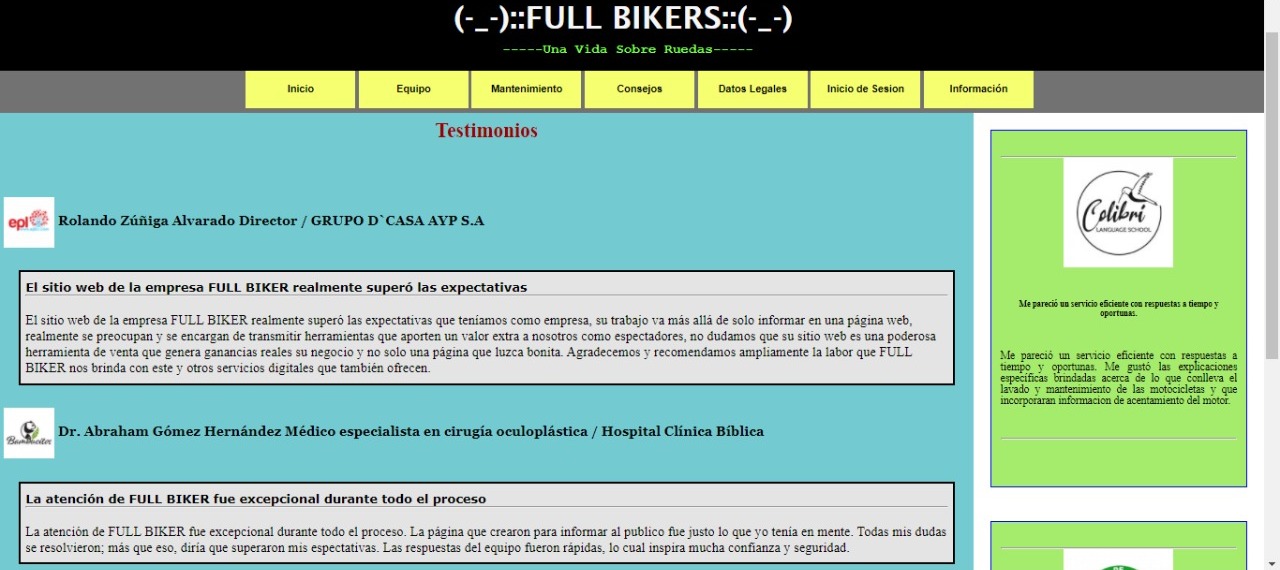 (-_-)::FULL BIKERS::(-_-)
-----Una Vida Sobre Ruedas-----
Inicio
Equipo
Mantenimiento
Consejos
Datos Legales
Inicio de Sesion
Información
Testimonios
epl
Rolando Zúñiga Alvarado Director / GRUPO D`CASA AYP S.A
El sitio web de la empresa FULL BIKER realmente superó las expectativas
El sitio web de la empresa FULL BIKER realmente superó las expectativas que teníamos como empresa, su trabajo va más allá de solo informar en una página web,
realmente se preocupan y se encargan de transmitir herramientas que aporten un valor extra a nosotros como espectadores, no dudamos que su sitio web es una poderosa
herramienta de venta que genera ganancias reales su negocio y no solo una página que luzca bonita. Agradecemos y recomendamos ampliamente la labor que FULL
BIKER nos brinda con este y otros servicios digitales que también ofrecen.
Dr. Abraham Gómez Hernández Médico especialista en cirugía oculoplástica / Hospital Clínica Bíblica
La atención de FULL BIKER fue excepcional durante todo el proceso
La atención de FULL BIKER fue excepcional durante todo el proceso. La página que crearon para informar al publico fue justo lo que yo tenía en mente. Todas mis dudas
se resolvieron; más que eso, diría que superaron mis espectativas. Las respuestas del equipo fueron rápidas, lo cual inspira mucha confianza y seguridad.
Colibrí
LANGUAGE SCHOOL
Me pareció un servicio eficiente con respuestas a tiempo y
oportunas.
Me pareció un servicio eficiente con respuestas a
tiempo y oportunas. Me gustó las explicaciones
específicas brindadas acerca de lo que conlleva el
lavado y mantenimiento de las motocicletas y que
incorporaran informacion de acentamiento del motor.
DE